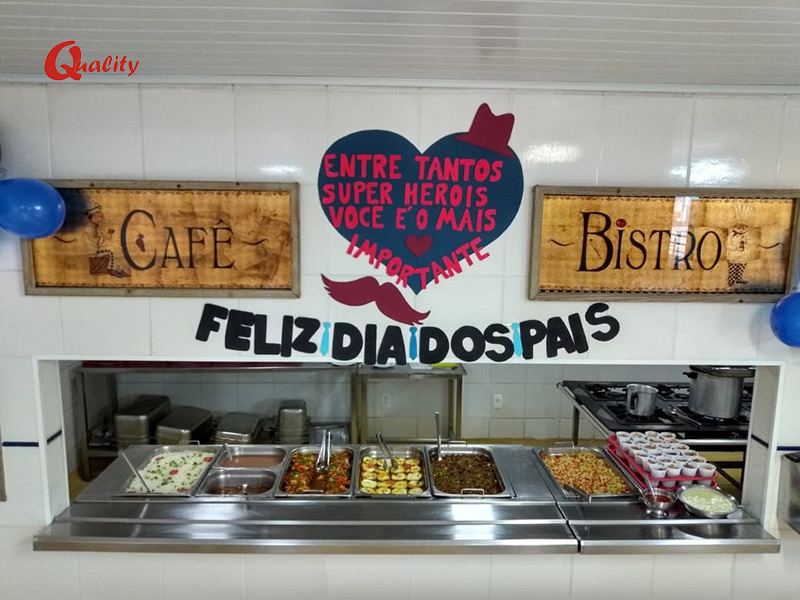 Quality
ENTRE TANTOS
SUPER HEROIS
VOCE E´O MAIS
IMPORTANTE
CAFÉ
BISTRO
FELIZ DIA DOS PAIS